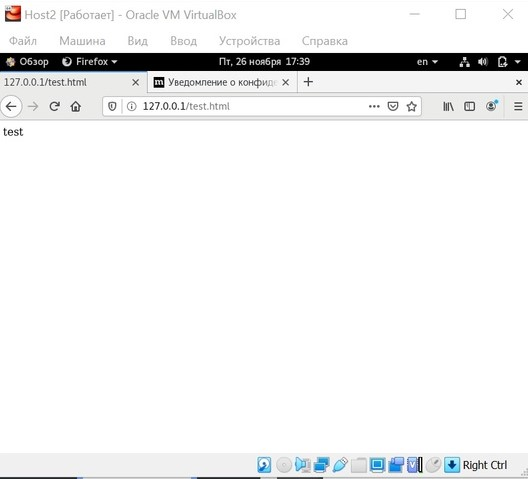 Host2 [Работает] - Oracle VM VirtualBox
Файл Машина Вид Ввод Устройства Справка
Обзор Firefox Пт, 26 ноября 17:39 en
127.0.0.1/test.html Уведомление о конфиде
127.0.0.1/test.html
test
Right Ctrl